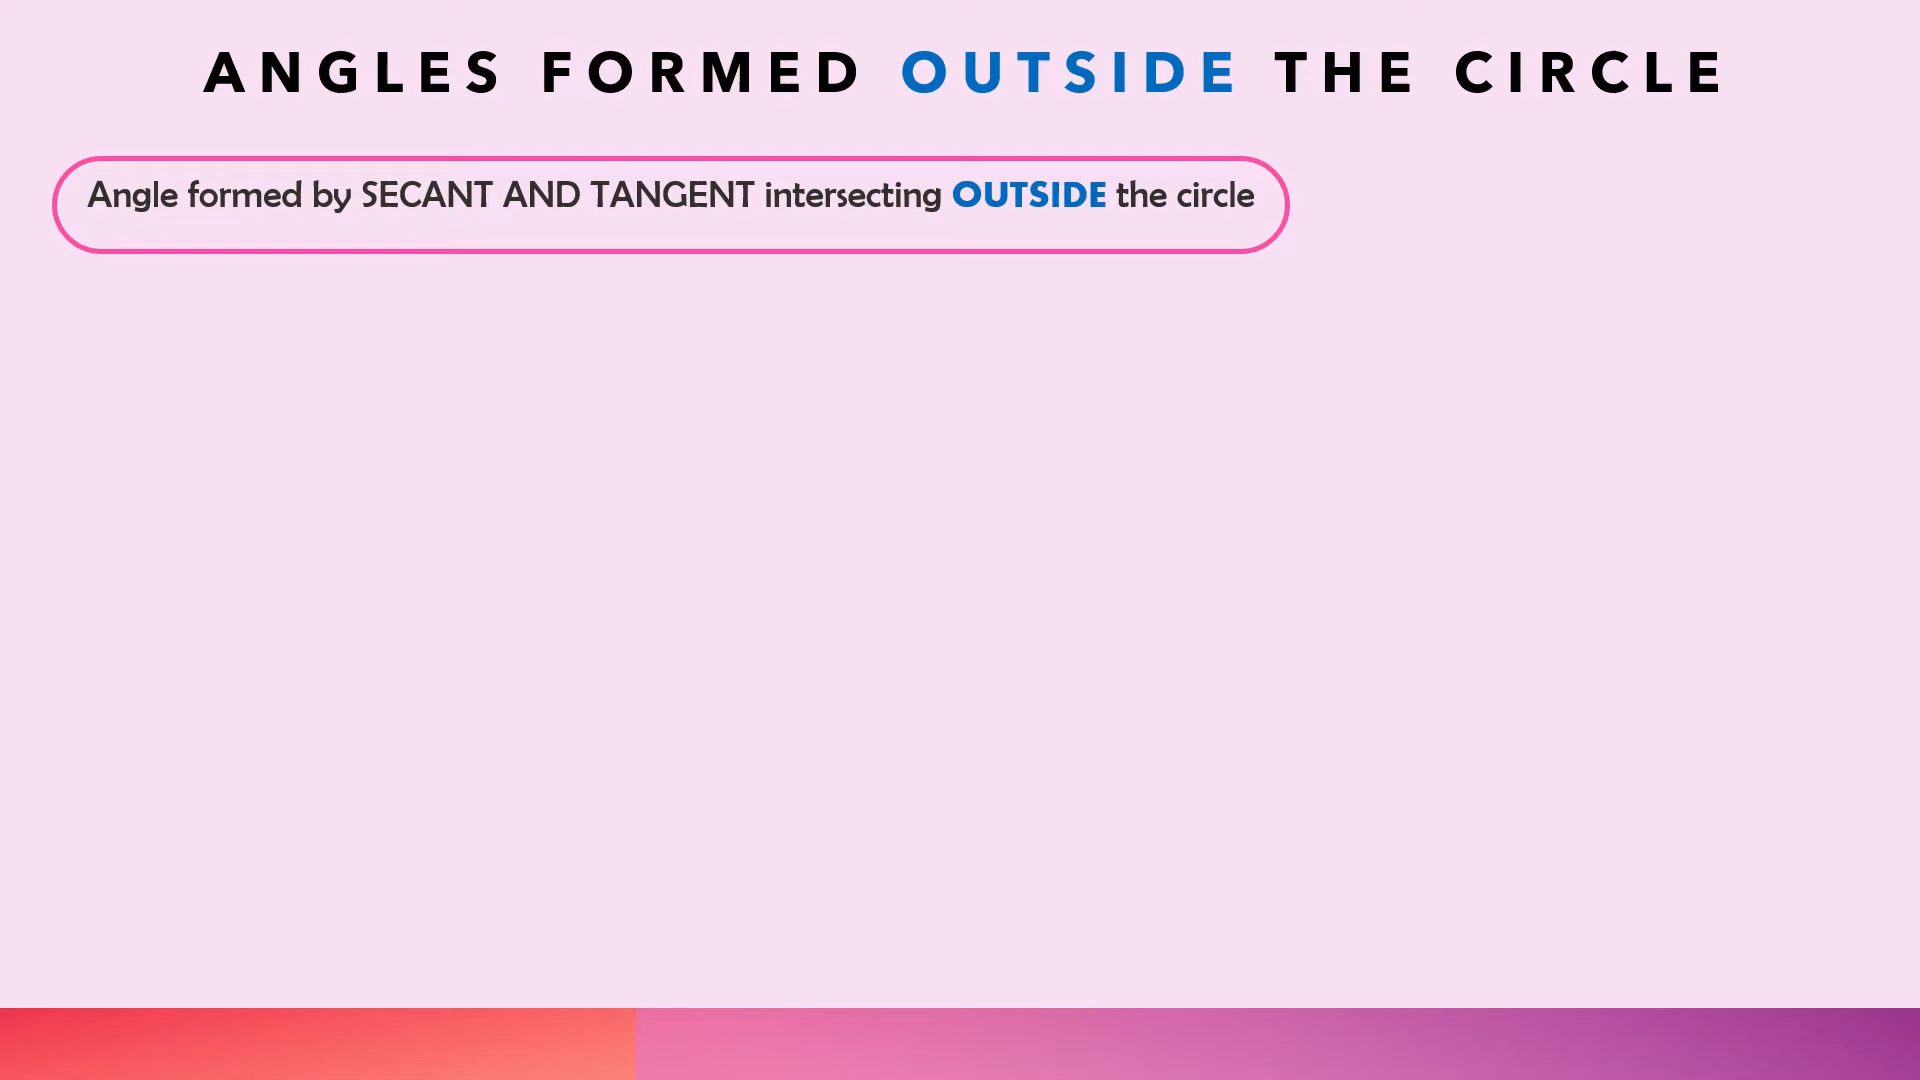 ANGLES FORMED OUTSIDE THE CIRCLE
Angle formed by SECANT AND TANGENT intersecting OUTSIDE the circle